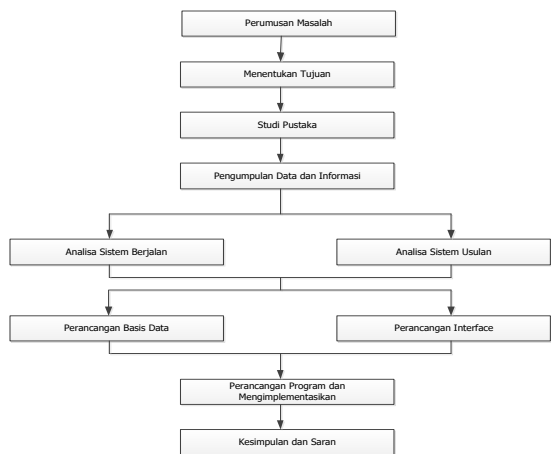 Perumusan Masalah
Menentukan Tujuan
Studi Pustaka
Pengumpulan Data dan Informasi
Analisa Sistem Berjalan
Analisa Sistem Usulan
Perancangan Basis Data
Perancangan Interface
Perancangan Program dan
Mengimplementasikan
Kesimpulan dan Saran